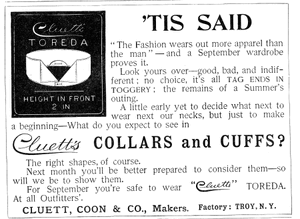 Cluett
TOREDA
HEIGHT IN FRONT
2 IN
'TIS SAID
"The Fashion wears out more apparel
than the man"—and a September wardrobe
proves it.
Look yours over—good, bad, and indif-
ferent; no choice, it's all TAG ENDS IN
TOGGERY; the remains of a Summer's
outing.
A little early yet to decide what next to
wear next our necks, but just to make
a beginning—What do you expect to see in
Cluett's COLLARS and CUFFS?
The right shapes, of course.
Next month you'll be better prepared to consider them—so
will we be to show them.
For September you're safe to wear "Cluett" TOREDA.
At all Outfitters'.
CLUETT, COON & CO., Makers. Factory: TROY, N.Y.